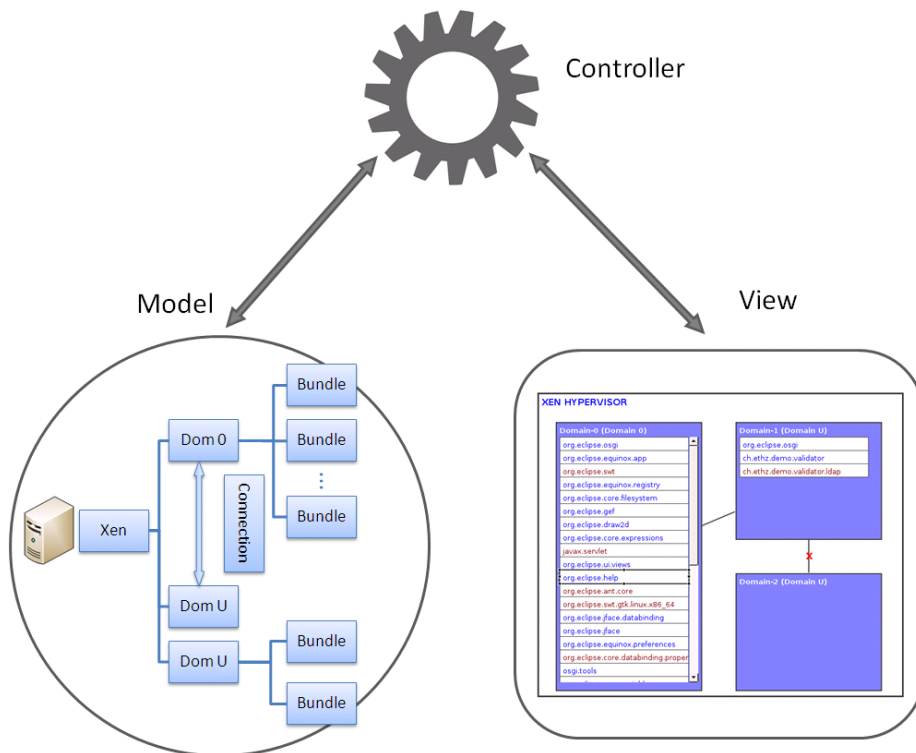 Controller
Model
View
Bundle
Dom 0
Bundle
⋮
Bundle
Connection
Xen
Dom U
Dom U
Bundle
Bundle
XEN HYPERVISOR
Domain-0 (Domain 0)
org.eclipse.osgi
org.eclipse.equinox.app
org.eclipse.swt
org.eclipse.equinox.registry
org.eclipse.core.filesystem
org.eclipse.gef
org.eclipse.draw2d
org.eclipse.core.expressions
javax.servlet
org.eclipse.ui.views
org.eclipse.help
org.eclipse.ant.core
org.eclipse.swt.gtk.linux.x86_64
org.eclipse.jface.databinding
org.eclipse.jface
org.eclipse.equinox.preferences
org.eclipse.core.databinding.proper
osgi.tools
Domain-1 (Domain U)
org.eclipse.osgi
ch.ethz.demo.validator
ch.ethz.demo.validator.ldap
x
Domain-2 (Domain U)